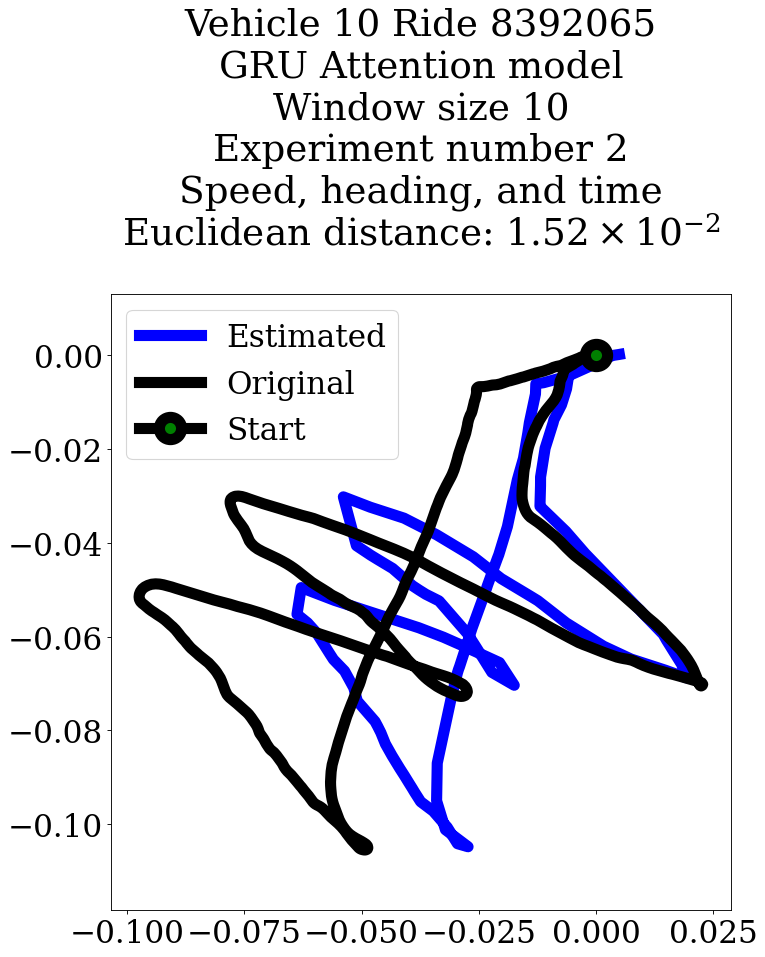 Vehicle 10 Ride 8392065
GRU Attention model
Window size 10
Experiment number 2
Speed, heading, and time
Euclidean distance: 1.52 × 10⁻²
Estimated
Original
Start
0.00
−0.02
−0.04
−0.06
−0.08
−0.10
−0.100 −0.075 −0.050 −0.025 0.000 0.025